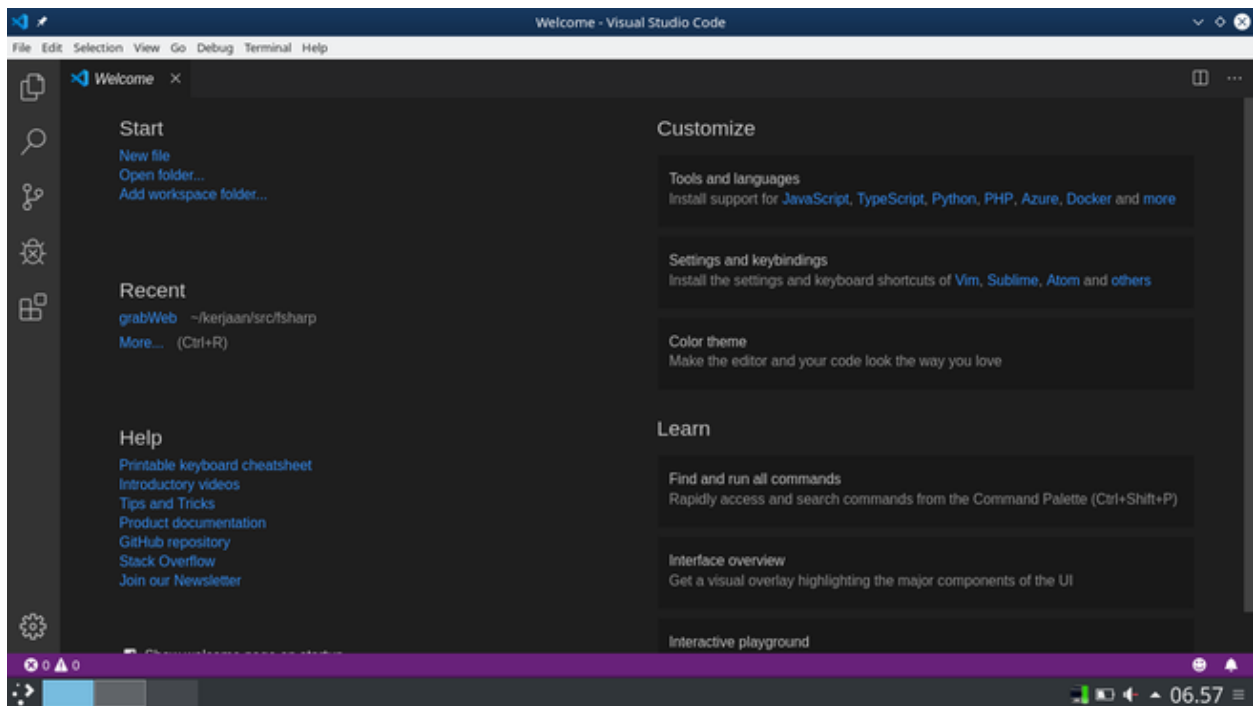 Welcome - Visual Studio Code
File Edit Selection View Go Debug Terminal Help
Welcome
Start
New file
Open folder...
Add workspace folder...
Recent
grabWeb ~/kerjaan/src/fsharp
More... (Ctrl+R)
Help
Printable keyboard cheatsheet
Introductory videos
Tips and Tricks
Product documentation
GitHub repository
Stack Overflow
Join our Newsletter
Show welcome page on startup
Customize
Tools and languages
Install support for JavaScript, TypeScript, Python, PHP, Azure, Docker and more
Settings and keybindings
Install the settings and keyboard shortcuts of Vim, Sublime, Atom and others
Color theme
Make the editor and your code look the way you love
Learn
Find and run all commands
Rapidly access and search commands from the Command Palette (Ctrl+Shift+P)
Interface overview
Get a visual overlay highlighting the major components of the UI
Interactive playground
0 0
06.57